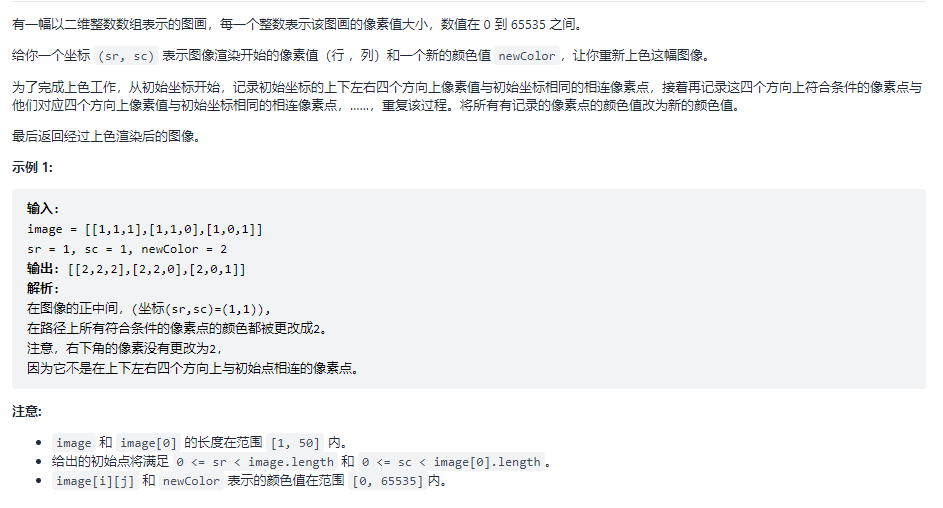 有一幅以二维整数数组表示的图画，每一个整数表示该图画的像素值大小，数值在 0 到 65535 之间。
给你一个坐标 (sr, sc) 表示图像渲染开始的像素值（行 ，列）和一个新的颜色值 newColor ，让你重新上色这幅图像。
为了完成上色工作，从初始坐标开始，记录初始坐标的上下左右四个方向上像素值与初始坐标相同的相连像素点，接着再记录这四个方向上符合条件的像素点与
他们对应四个方向上像素值与初始坐标相同的相连像素点，……，重复该过程。将所有有记录的像素点的颜色值改为新的颜色值。
最后返回经过上色渲染后的图像。
示例 1:
输入:
image = [[1,1,1],[1,1,0],[1,0,1]]
sr = 1, sc = 1, newColor = 2
输出: [[2,2,2],[2,2,0],[2,0,1]]
解析:
在图像的正中间，(坐标(sr,sc)=(1,1)),
在路径上所有符合条件的像素点的颜色都被更改成2。
注意，右下角的像素没有更改为2，
因为它不是在上下左右四个方向上与初始点相连的像素点。
注意:
• image 和 image[0] 的长度在范围 [1, 50] 内。
• 给出的初始点将满足 0 <= sr < image.length 和 0 <= sc < image[0].length 。
• image[i][j] 和 newColor 表示的颜色值在范围 [0, 65535]内。